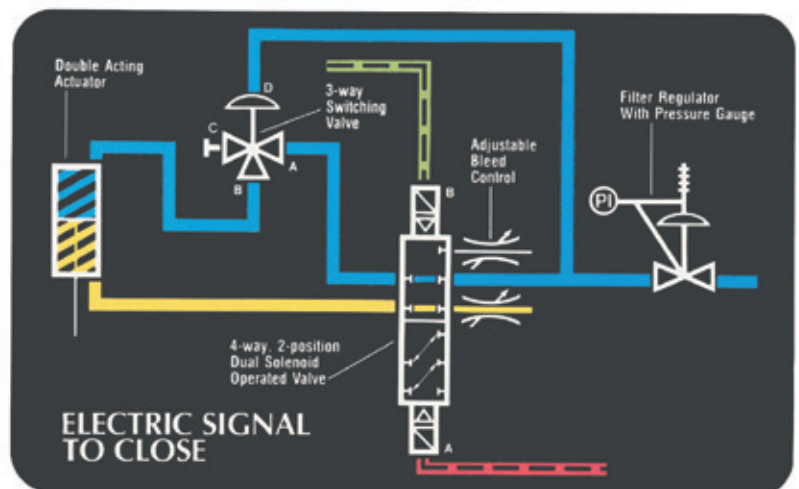 Double Acting
Actuator
D
3-way
Switching
Valve
C
A
B
Adjustable
Bleed
Control
Filter Regulator
With Pressure Gauge
PI
B
4-way, 2-position
Dual Solenoid
Operated Valve
A
ELECTRIC SIGNAL
TO CLOSE